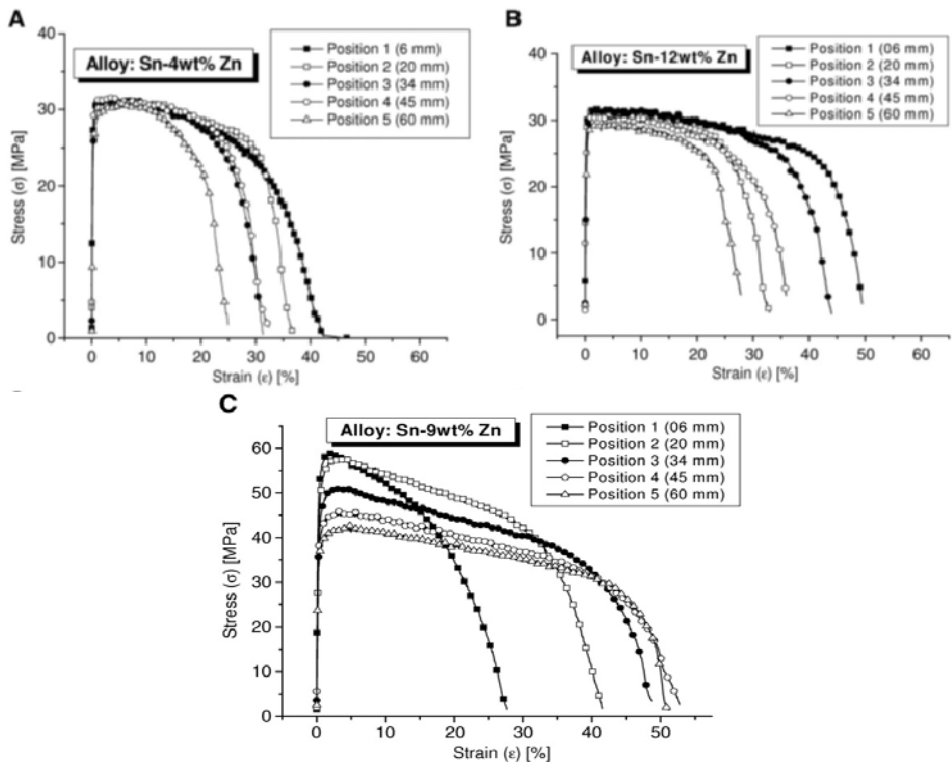 A
Alloy: Sn-4wt% Zn
Position 1 (6 mm)
Position 2 (20 mm)
Position 3 (34 mm)
Position 4 (45 mm)
Position 5 (60 mm)
40
30
20
10
0
Stress (σ) [MPa]
0 10 20 30 40 50 60
Strain (ε) [%]
B
Alloy: Sn-12wt% Zn
Position 1 (06 mm)
Position 2 (20 mm)
Position 3 (34 mm)
Position 4 (45 mm)
Position 5 (60 mm)
40
30
20
10
0
Stress (σ) [MPa]
0 10 20 30 40 50 60
Strain (ε) [%]
C
Alloy: Sn-9wt% Zn
Position 1 (06 mm)
Position 2 (20 mm)
Position 3 (34 mm)
Position 4 (45 mm)
Position 5 (60 mm)
60
50
40
30
20
10
0
Stress (σ) [MPa]
0 10 20 30 40 50
Strain (ε) [%]